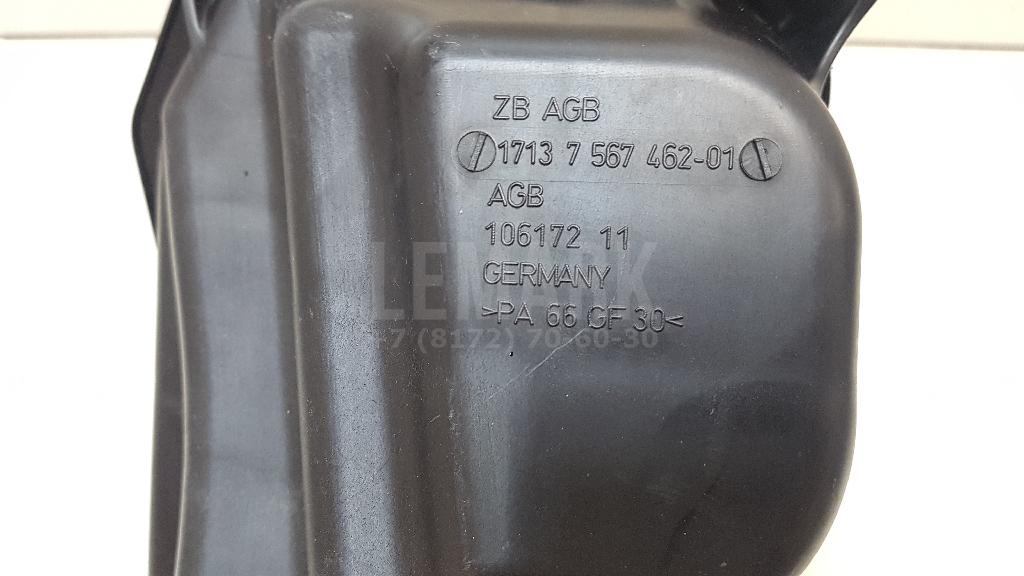 ZB AGB
1713 7 567 462-01
AGB
106172 11
GERMANY
>PA 66 GF 30<
LEMARK
+7 (8172) 70-60-30